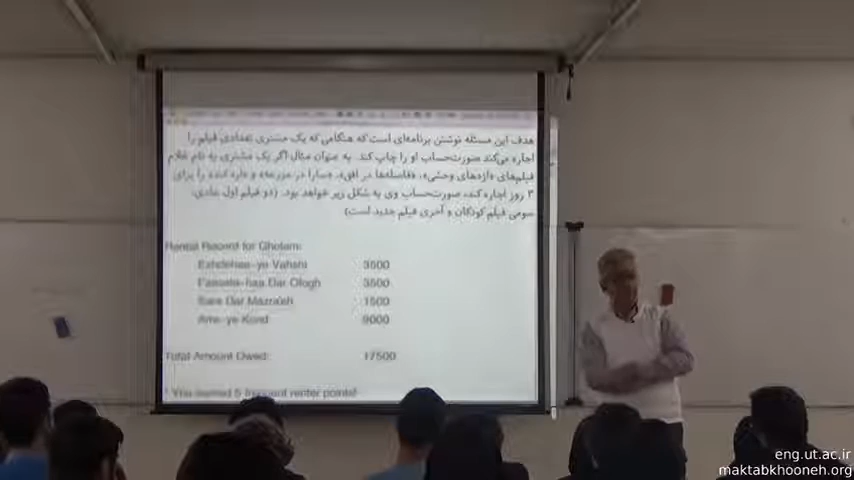 هدف این مسئله نوشتن برنامه‌ای است که هنگامی که یک مشتری تعدادی فیلم را
اجاره می‌کند صورت‌حساب او را چاپ کند. به عنوان مثال اگر یک مشتری به نام غلام
فیلم‌های «اژدهای وحشی»، «فاصله‌ها در افق»، «سارا در مزرعه» و «اره کند» را برای
۳ روز اجاره کند، صورت‌حساب وی به شکل زیر خواهد بود. (دو فیلم اول عادی،
سومی فیلم کودکان و آخری فیلم جدید است)
Rental Record for Gholam:
Ezhdehaa-ye Vahshi 3500
Faasele-haa Dar Ofogh 3500
Sara Dar Mazra'eh 1500
Arre-ye Kond 9000
Total Amount Owed: 17500
You earned 5 frequent renter points!
eng.ut.ac.ir
maktabkhooneh.org